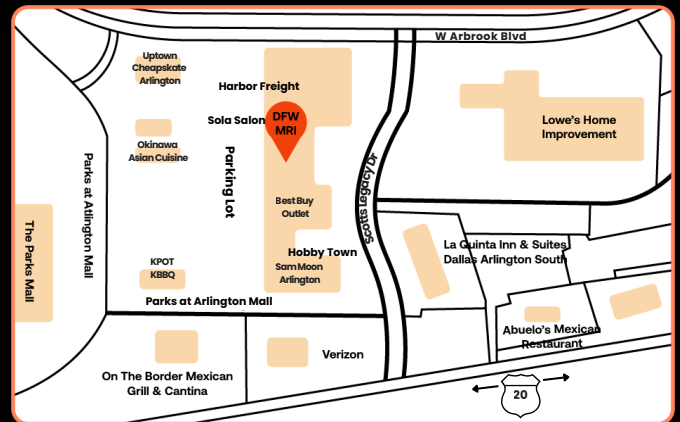 W Arbrook Blvd
Uptown
Cheapskate
Arlington
Harbor Freight
Sola Salon
DFW
MRI
Lowe's Home
Improvement
Okinawa
Asian Cuisine
Parking Lot
Parks at Atlington Mall
Scotts Legacy Dr
Best Buy
Outlet
The Parks Mall
La Quinta Inn & Suites
Dallas Arlington South
Hobby Town
KPOT
KBBQ
Sam Moon
Arlington
Parks at Arlington Mall
Abuelo's Mexican
Restaurant
Verizon
On The Border Mexican
Grill & Cantina
20